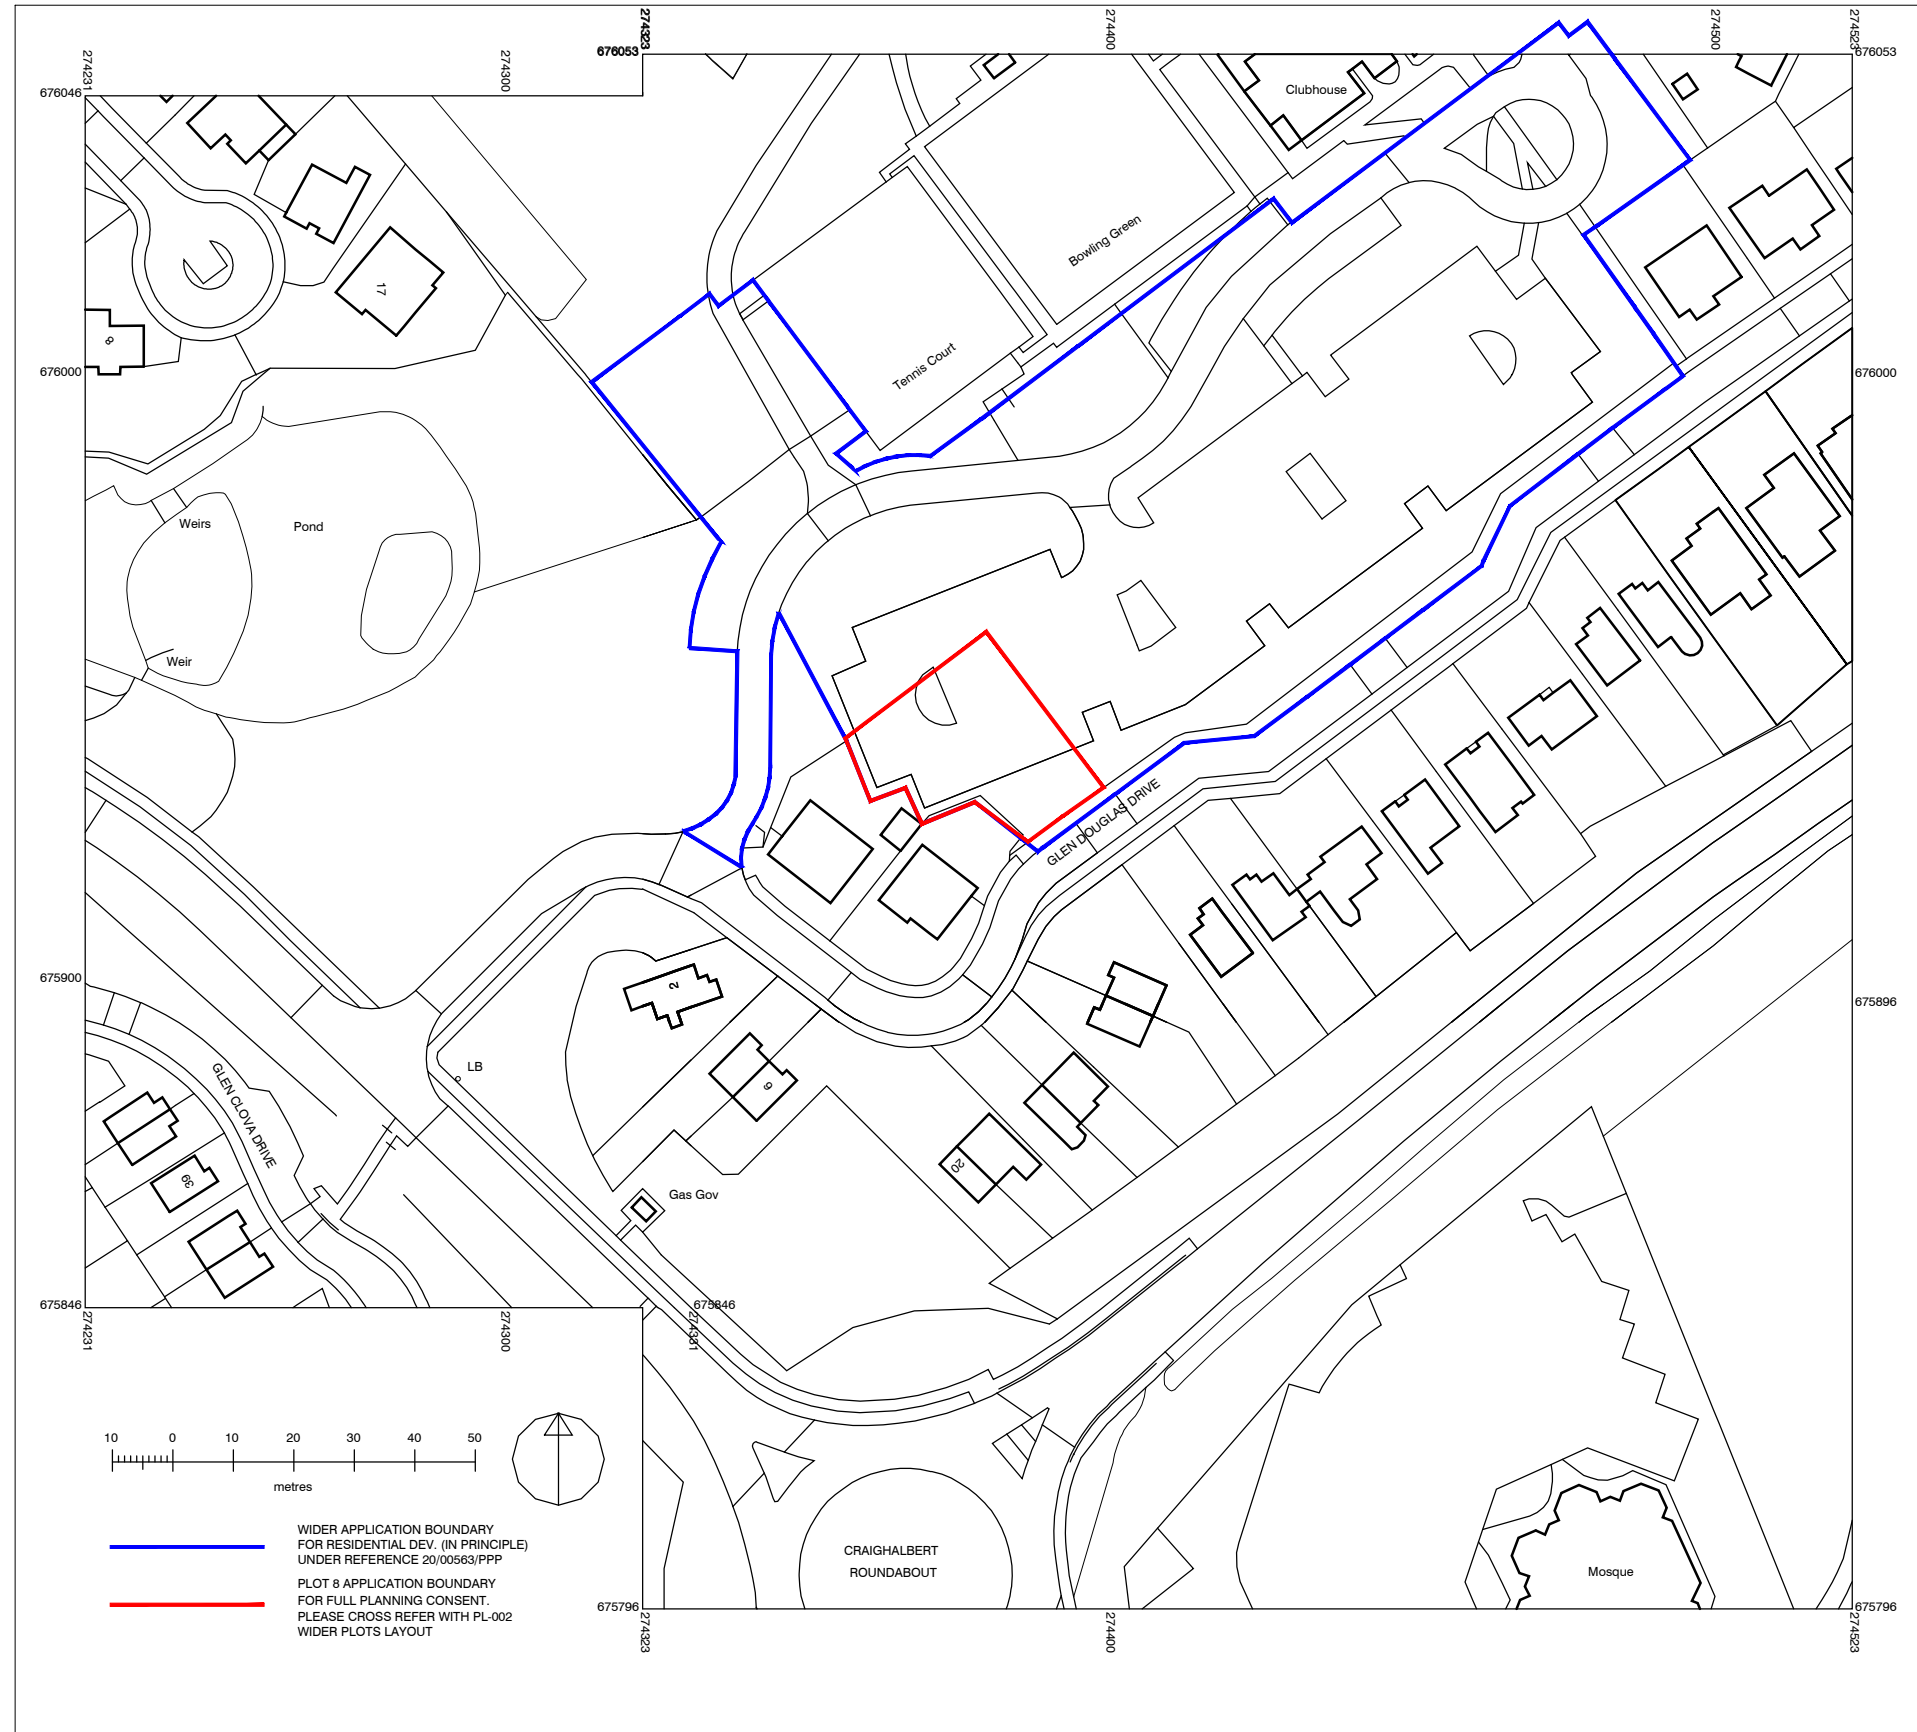 274323
274400
274500
274523
274231
274300
676053
676053
676046
Clubhouse
Bowling Green
17
8
Tennis Court
676000
676000
Weirs
Pond
Weir
GLEN DOUGLAS DRIVE
675900
2
675896
LB
9
GLEN CLOVA DRIVE
20
39
Gas Gov
675846
675846
274231
274300
274331
10 0 10 20 30 40 50
metres
WIDER APPLICATION BOUNDARY
FOR RESIDENTIAL DEV. (IN PRINCIPLE)
UNDER REFERENCE 20/00563/PPP
PLOT 8 APPLICATION BOUNDARY
FOR FULL PLANNING CONSENT.
PLEASE CROSS REFER WITH PL-002
WIDER PLOTS LAYOUT
CRAIGHALBERT
ROUNDABOUT
Mosque
675796
675796
274323
274400
274523